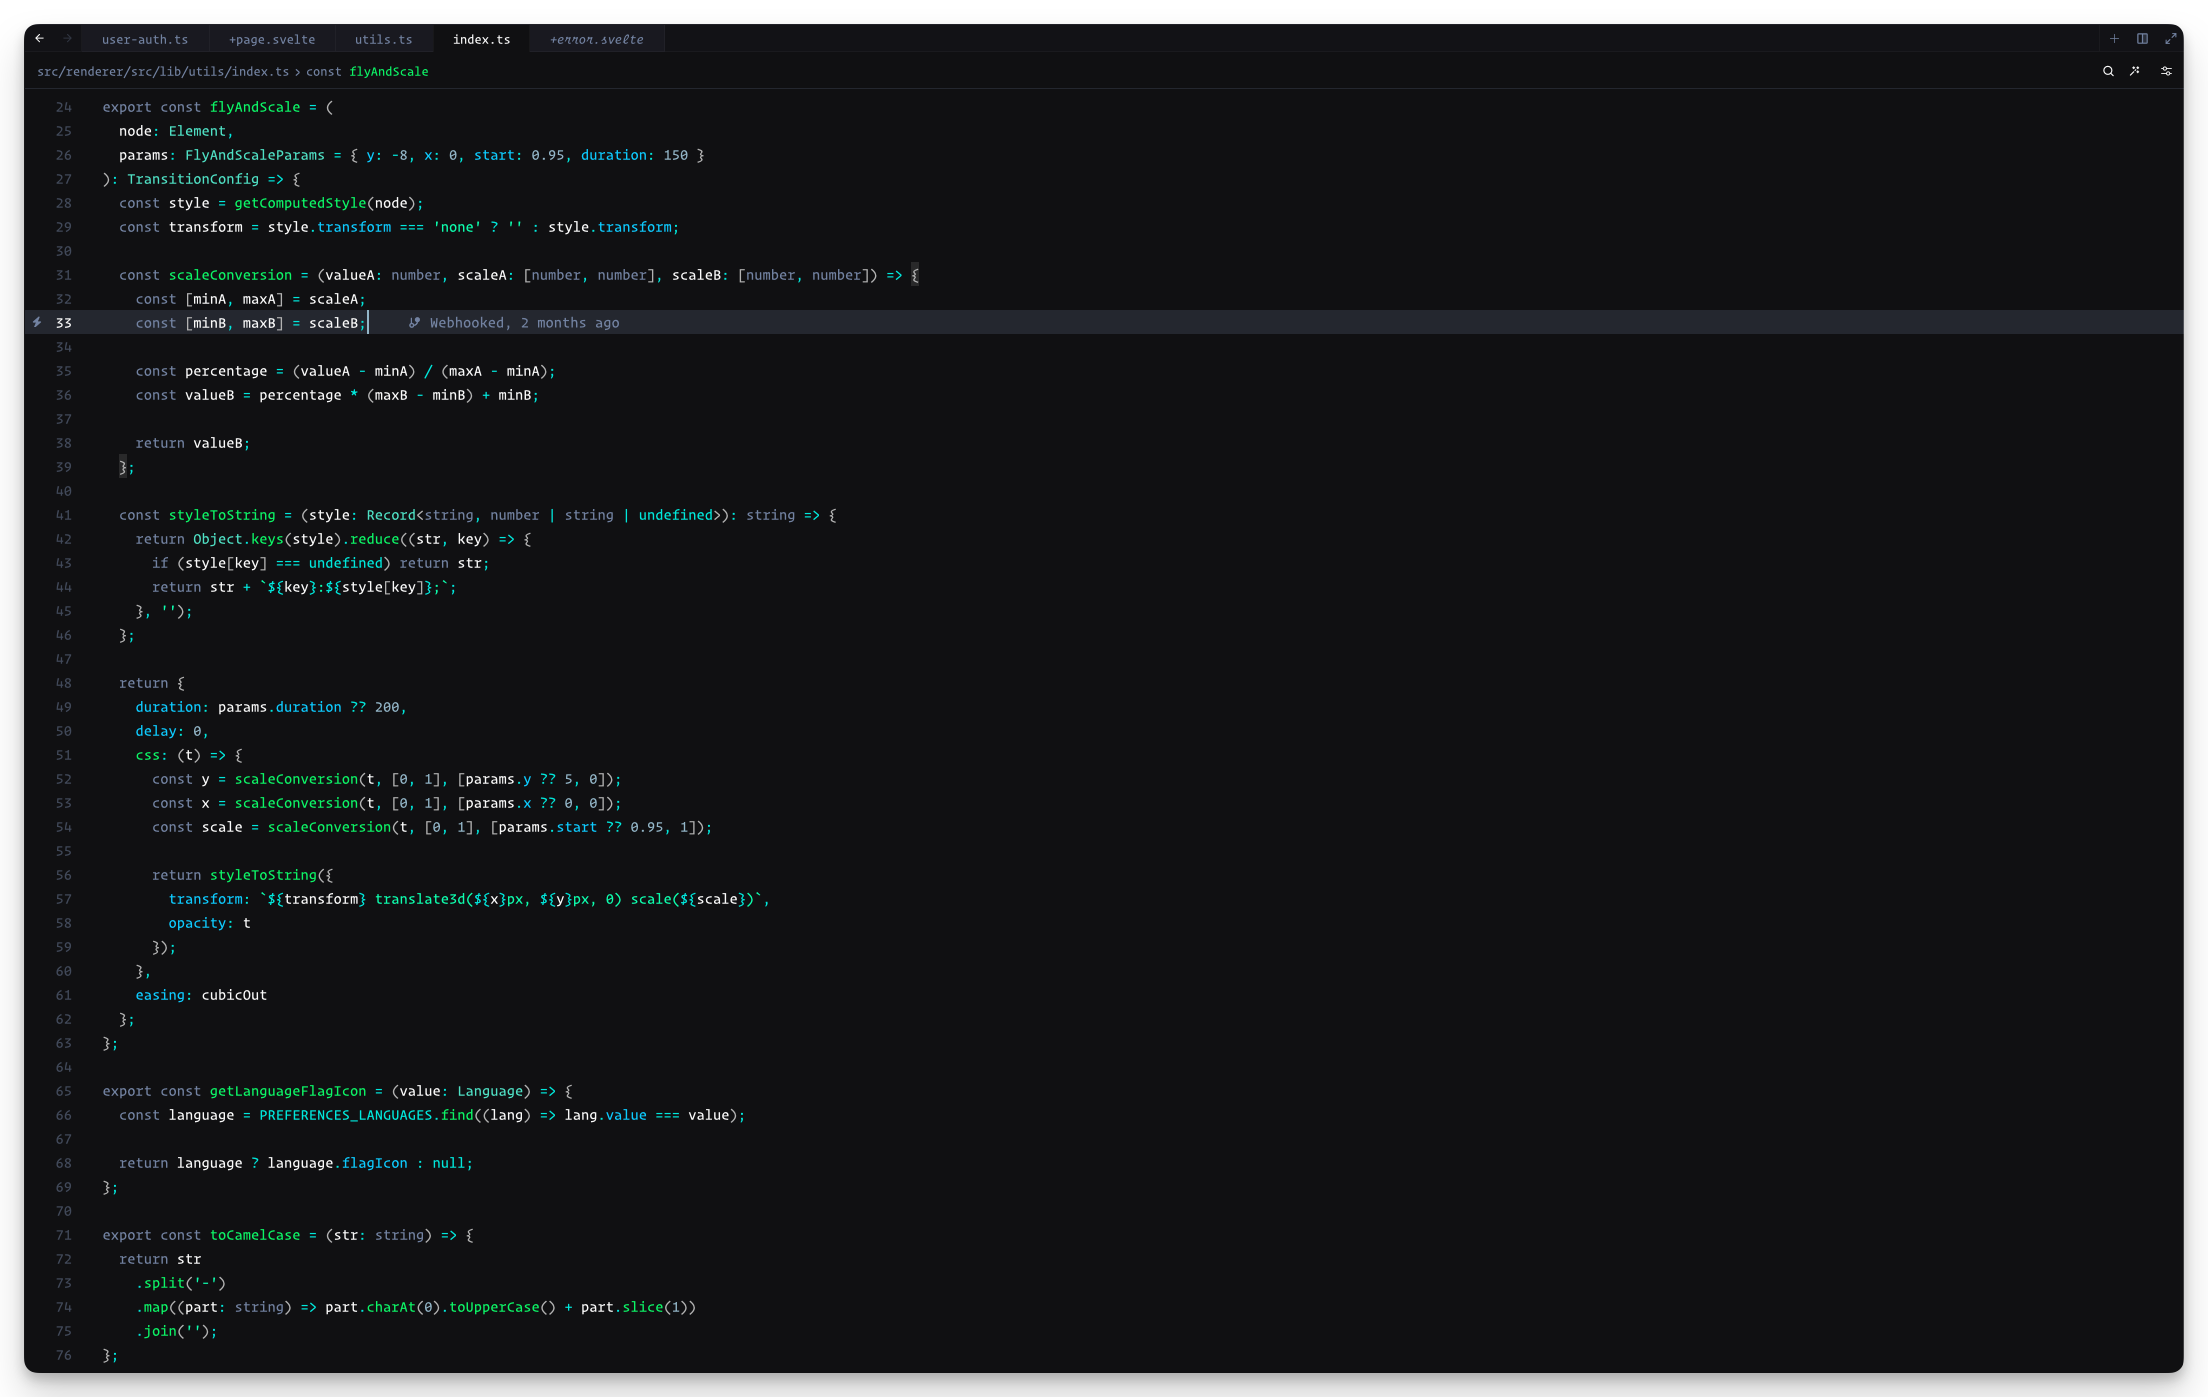 user-auth.ts +page.svelte utils.ts index.ts +error.svelte
src/renderer/src/lib/utils/index.ts > const flyAndScale
24 export const flyAndScale = (
25 node: Element,
26 params: FlyAndScaleParams = { y: -8, x: 0, start: 0.95, duration: 150 }
27 ): TransitionConfig => {
28 const style = getComputedStyle(node);
29 const transform = style.transform === 'none' ? '' : style.transform;
30
31 const scaleConversion = (valueA: number, scaleA: [number, number], scaleB: [number, number]) => {
32 const [minA, maxA] = scaleA;
33 const [minB, maxB] = scaleB; Webhooked, 2 months ago
34
35 const percentage = (valueA - minA) / (maxA - minA);
36 const valueB = percentage * (maxB - minB) + minB;
37
38 return valueB;
39 };
40
41 const styleToString = (style: Record<string, number | string | undefined>): string => {
42 return Object.keys(style).reduce((str, key) => {
43 if (style[key] === undefined) return str;
44 return str + `${key}:${style[key]};`;
45 }, '');
46 };
47
48 return {
49 duration: params.duration ?? 200,
50 delay: 0,
51 css: (t) => {
52 const y = scaleConversion(t, [0, 1], [params.y ?? 5, 0]);
53 const x = scaleConversion(t, [0, 1], [params.x ?? 0, 0]);
54 const scale = scaleConversion(t, [0, 1], [params.start ?? 0.95, 1]);
55
56 return styleToString({
57 transform: `${transform} translate3d(${x}px, ${y}px, 0) scale(${scale})`,
58 opacity: t
59 });
60 },
61 easing: cubicOut
62 };
63 };
64
65 export const getLanguageFlagIcon = (value: Language) => {
66 const language = PREFERENCES_LANGUAGES.find((lang) => lang.value === value);
67
68 return language ? language.flagIcon : null;
69 };
70
71 export const toCamelCase = (str: string) => {
72 return str
73 .split('-')
74 .map((part: string) => part.charAt(0).toUpperCase() + part.slice(1))
75 .join('');
76 };